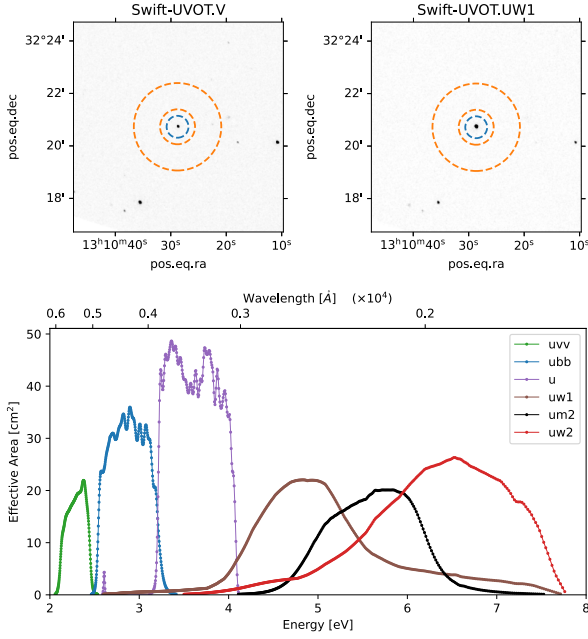 Swift-UVOT.V
Swift-UVOT.UW1
32°24'
22'
20'
18'
pos.eq.dec
13ʰ10ᵐ40ˢ
30ˢ
20ˢ
10ˢ
pos.eq.ra
32°24'
22'
20'
18'
pos.eq.dec
13ʰ10ᵐ40ˢ
30ˢ
20ˢ
10ˢ
pos.eq.ra
Wavelength [Å] (×10⁴)
0.6 0.5 0.4 0.3 0.2
Effective Area [cm²]
50
40
30
20
10
0
uvv
ubb
u
uw1
um2
uw2
2 3 4 5 6 7 8
Energy [eV]